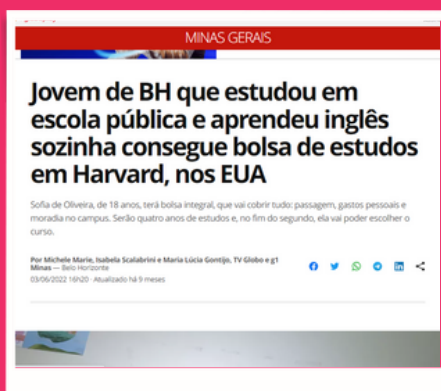 MINAS GERAIS
Jovem de BH que estudou em
escola pública e aprendeu inglês
sozinha consegue bolsa de estudos
em Harvard, nos EUA
Sofia de Oliveira, de 18 anos, terá bolsa integral, que vai cobrir tudo: passagem, gastos pessoais e
moradia no campus. Serão quatro anos de estudos e, no fim do segundo, ela vai poder escolher o
curso.
Por Michele Marie, Isabela Scalabrini e Maria Lúcia Gontijo, TV Globo e g1
Minas — Belo Horizonte
03/06/2022 16h20 · Atualizado há 9 meses